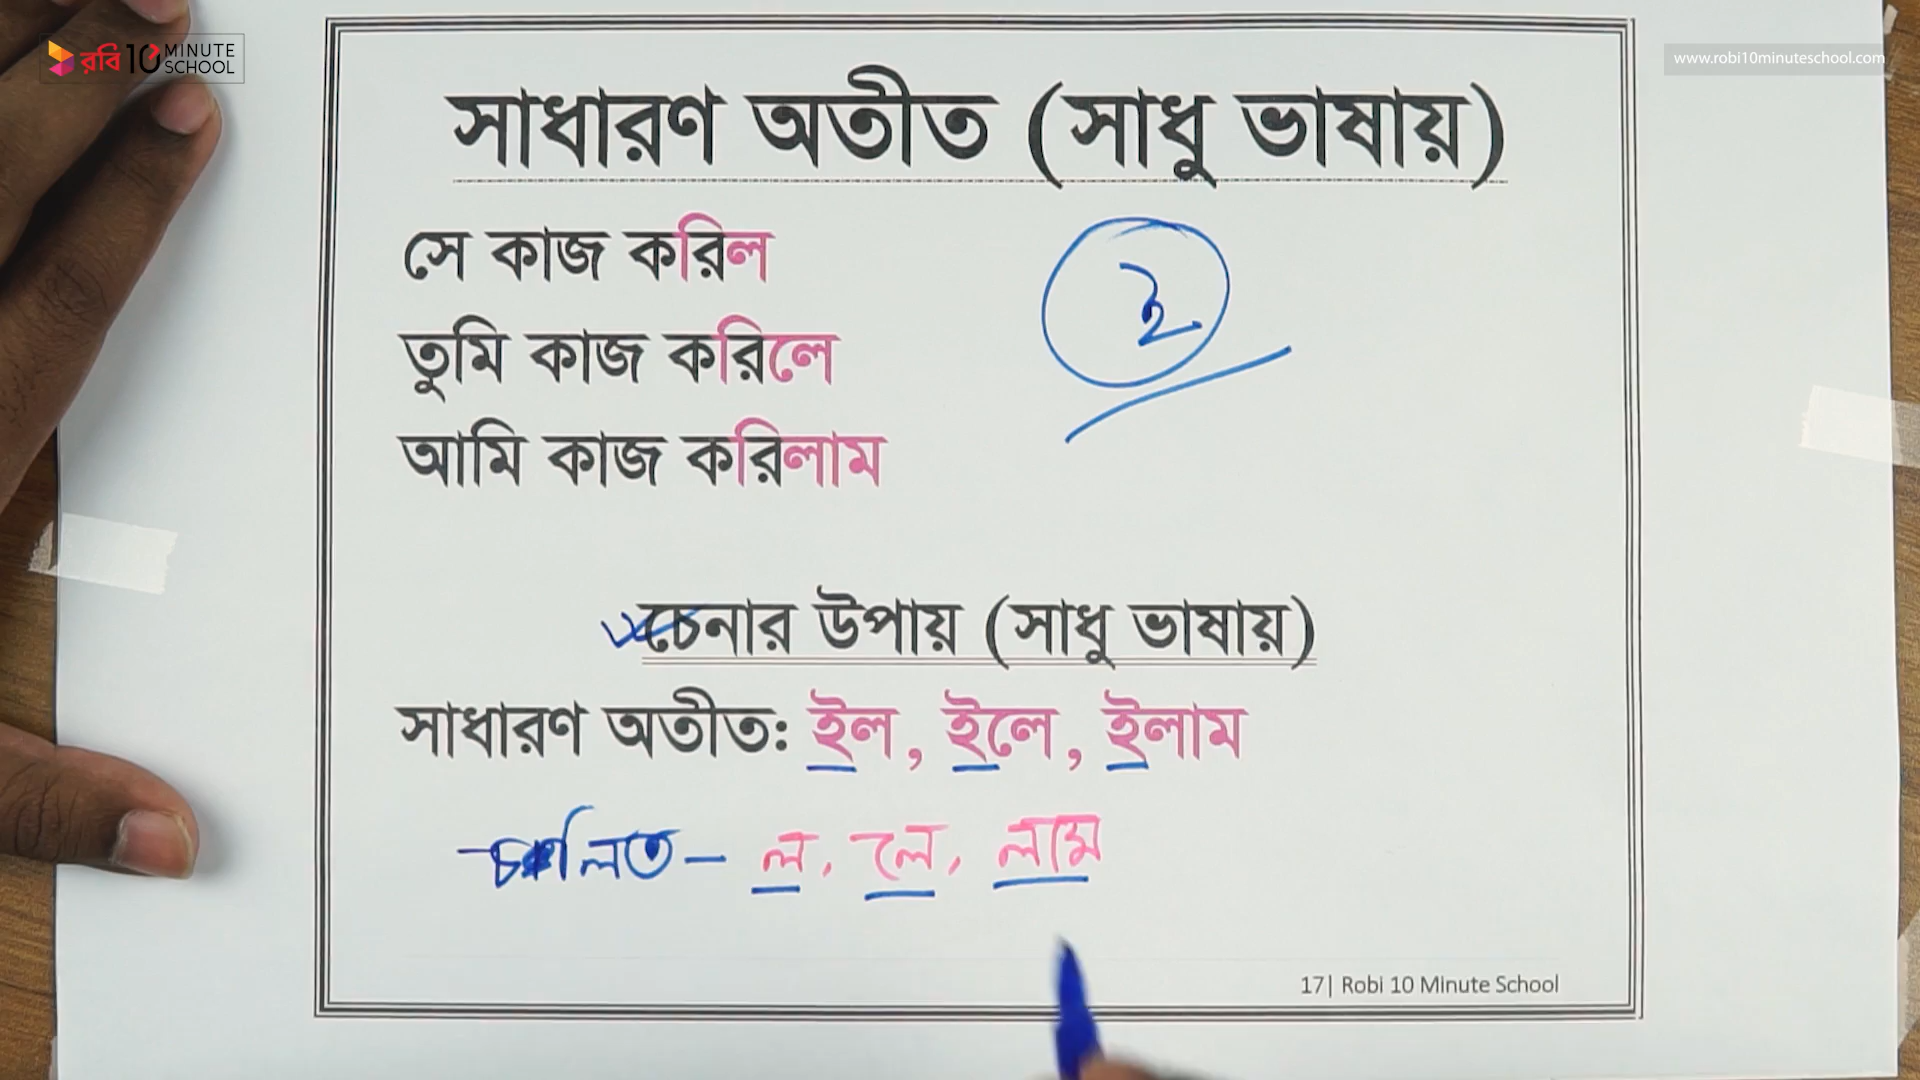 রবি 10 MINUTE SCHOOL
www.robi10minuteschool.com
সাধারণ অতীত (সাধু ভাষায়)
সে কাজ করিল
তুমি কাজ করিলে
আমি কাজ করিলাম
ই
চেনার উপায় (সাধু ভাষায়)
সাধারণ অতীতঃ ইল, ইলে, ইলাম
চলিত – ল, লে, লাম
17| Robi 10 Minute School